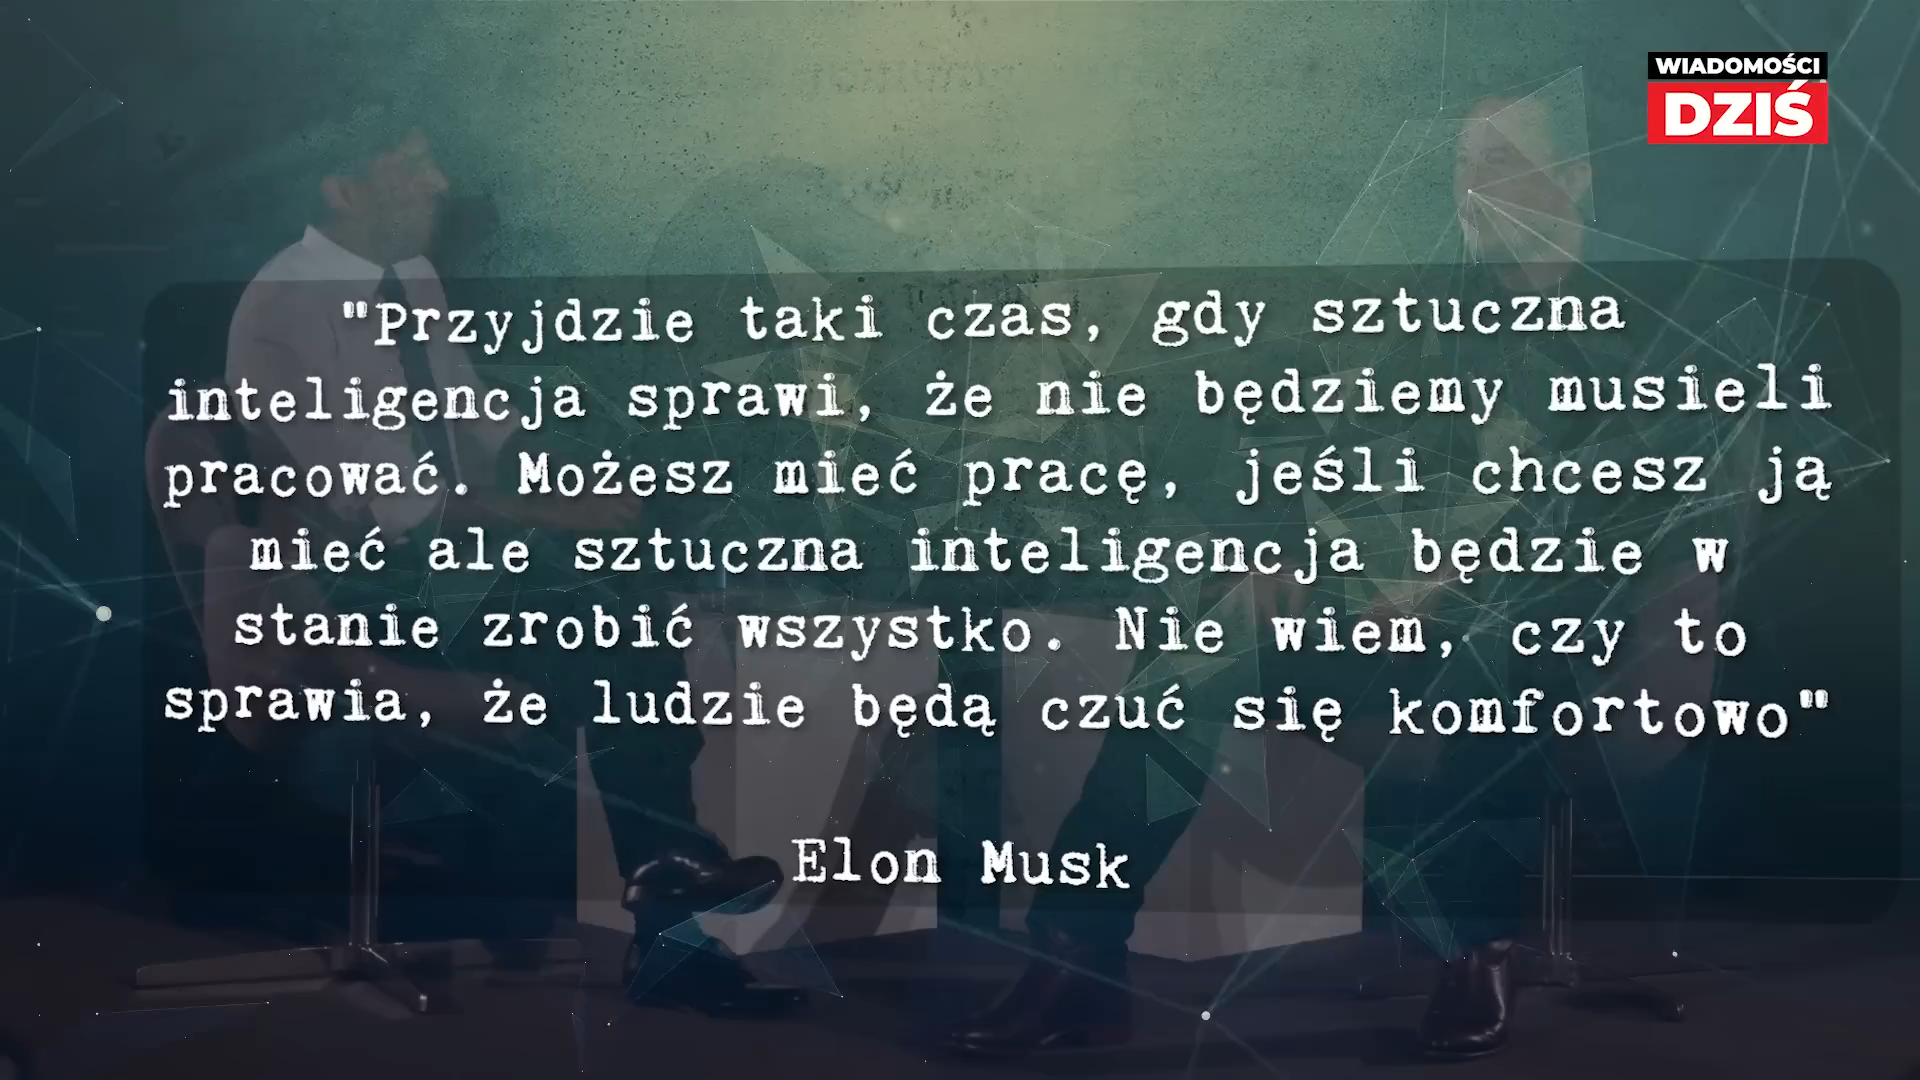 WIADOMOŚCI
DZIŚ
"Przyjdzie taki czas, gdy sztuczna
inteligencja sprawi, że nie będziemy musieli
pracować. Możesz mieć pracę, jeśli chcesz ją
mieć ale sztuczna inteligencja będzie w
stanie zrobić wszystko. Nie wiem, czy to
sprawia, że ludzie będą czuć się komfortowo"
Elon Musk